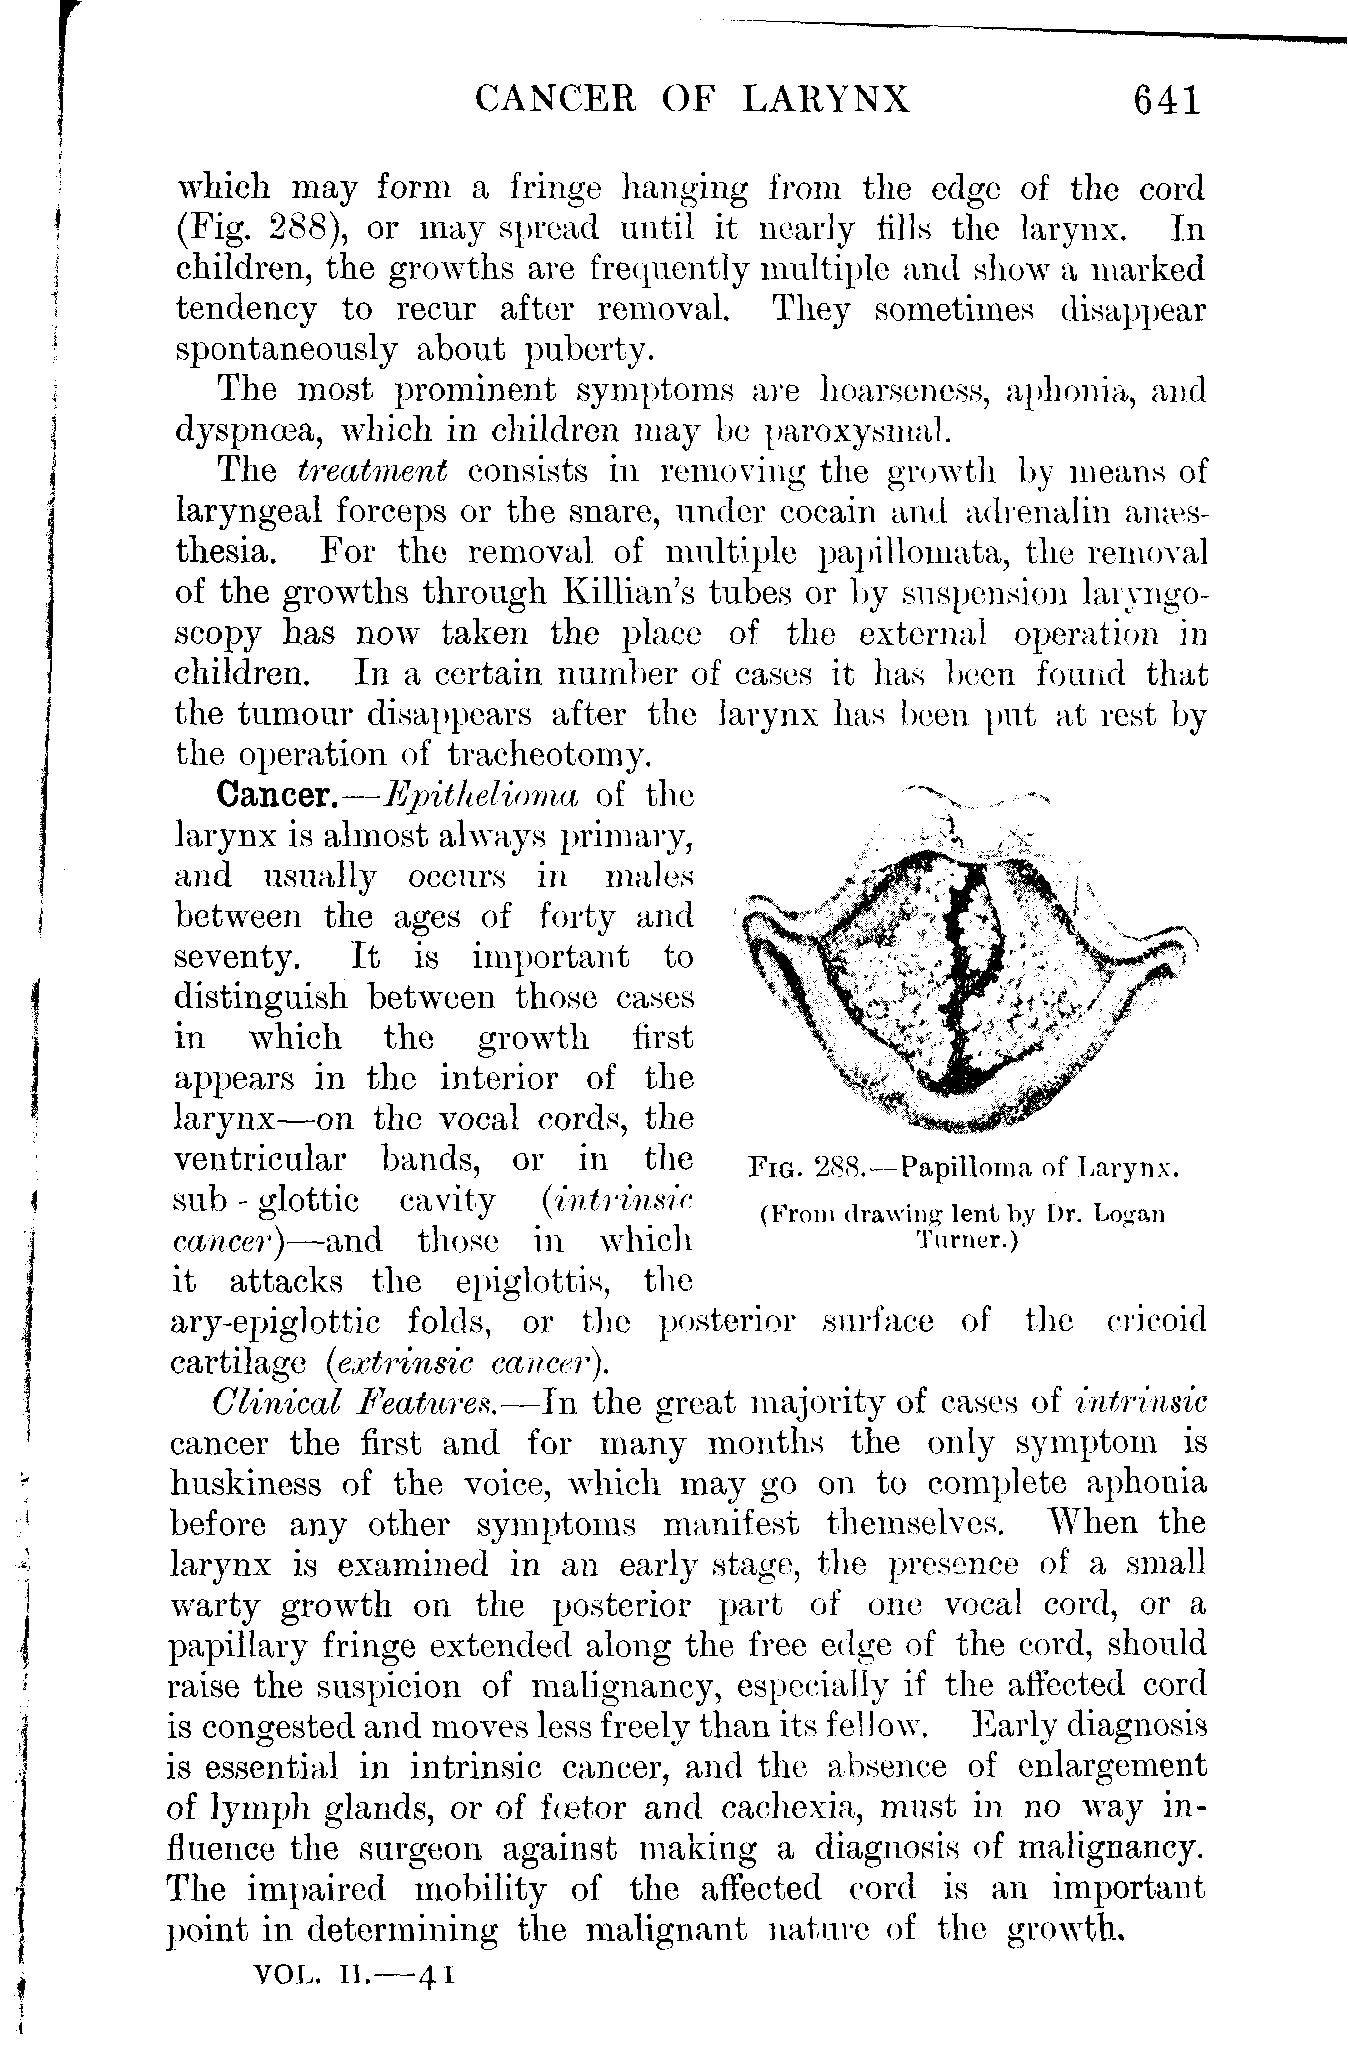 CANCER OF LARYNX 641
which may form a fringe hanging from the edge of the cord
(Fig. 288), or may spread until it nearly fills the larynx. In
children, the growths are frequently multiple and show a marked
tendency to recur after removal. They sometimes disappear
spontaneously about puberty.
The most prominent symptoms are hoarseness, aphonia, and
dyspnœa, which in children may be paroxysmal.
The treatment consists in removing the growth by means of
laryngeal forceps or the snare, under cocain and adrenalin anæs-
thesia. For the removal of multiple papillomata, the removal
of the growths through Killian's tubes or by suspension laryngo-
scopy has now taken the place of the external operation in
children. In a certain number of cases it has been found that
the tumour disappears after the larynx has been put at rest by
the operation of tracheotomy.
Cancer.—Epithelioma of the
larynx is almost always primary,
and usually occurs in males
between the ages of forty and
seventy. It is important to
distinguish between those cases
in which the growth first
appears in the interior of the
larynx—on the vocal cords, the
ventricular bands, or in the
sub-glottic cavity (intrinsic
cancer)—and those in which
it attacks the epiglottis, the
FIG. 288.—Papilloma of Larynx.
(From drawing lent by Dr. Logan
Turner.)
ary-epiglottic folds, or the posterior surface of the cricoid
cartilage (extrinsic cancer).
Clinical Features.—In the great majority of cases of intrinsic
cancer the first and for many months the only symptom is
huskiness of the voice, which may go on to complete aphonia
before any other symptoms manifest themselves. When the
larynx is examined in an early stage, the presence of a small
warty growth on the posterior part of one vocal cord, or a
papillary fringe extended along the free edge of the cord, should
raise the suspicion of malignancy, especially if the affected cord
is congested and moves less freely than its fellow. Early diagnosis
is essential in intrinsic cancer, and the absence of enlargement
of lymph glands, or of fœtor and cachexia, must in no way in-
fluence the surgeon against making a diagnosis of malignancy.
The impaired mobility of the affected cord is an important
point in determining the malignant nature of the growth.
VOL. II.—41